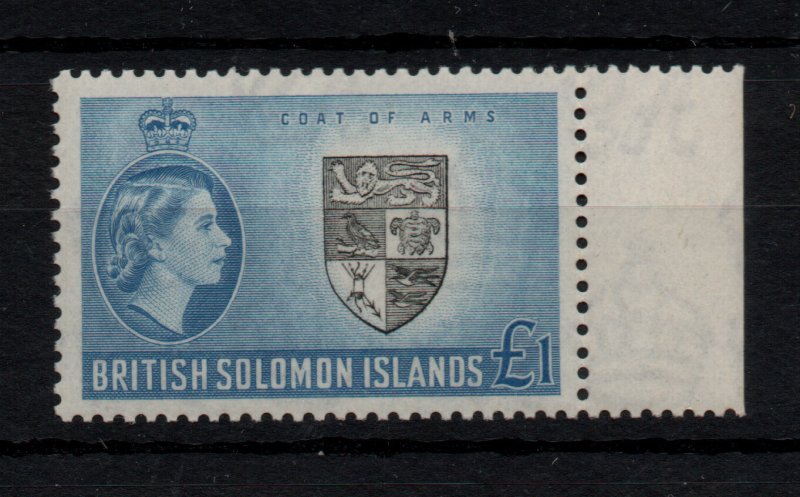 COAT OF ARMS
BRITISH SOLOMON ISLANDS £1